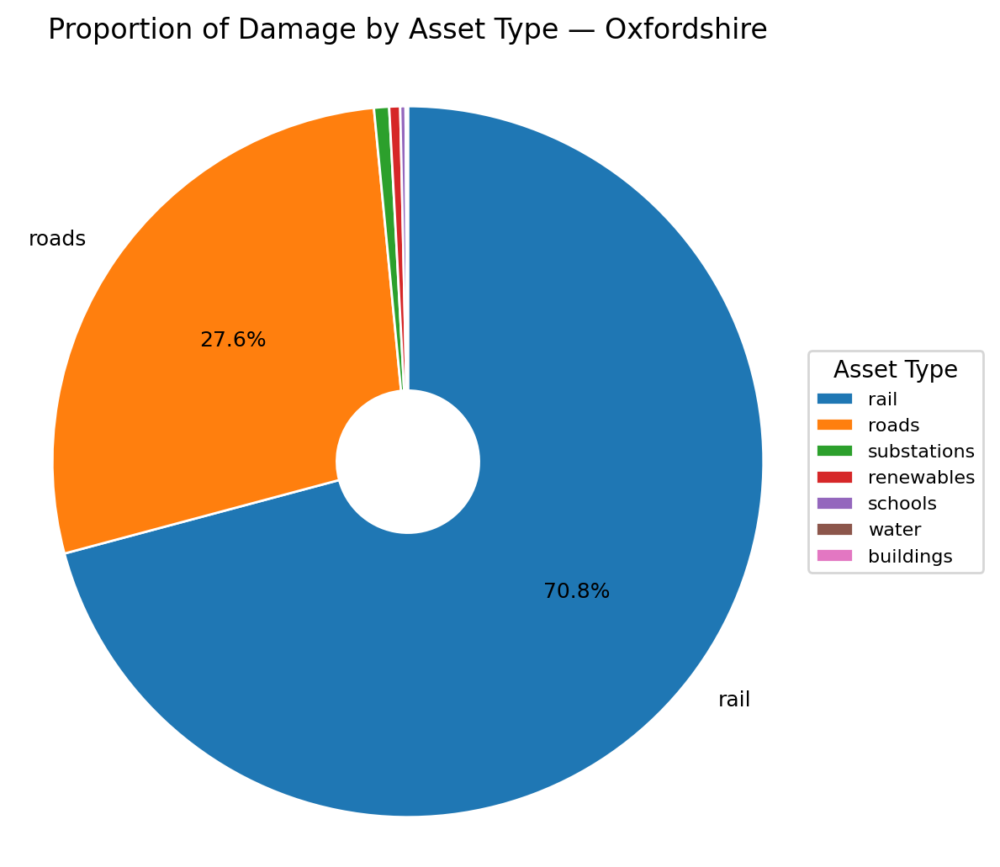 Proportion of Damage by Asset Type — Oxfordshire
roads
27.6%
70.8%
rail
Asset Type
rail
roads
substations
renewables
schools
water
buildings